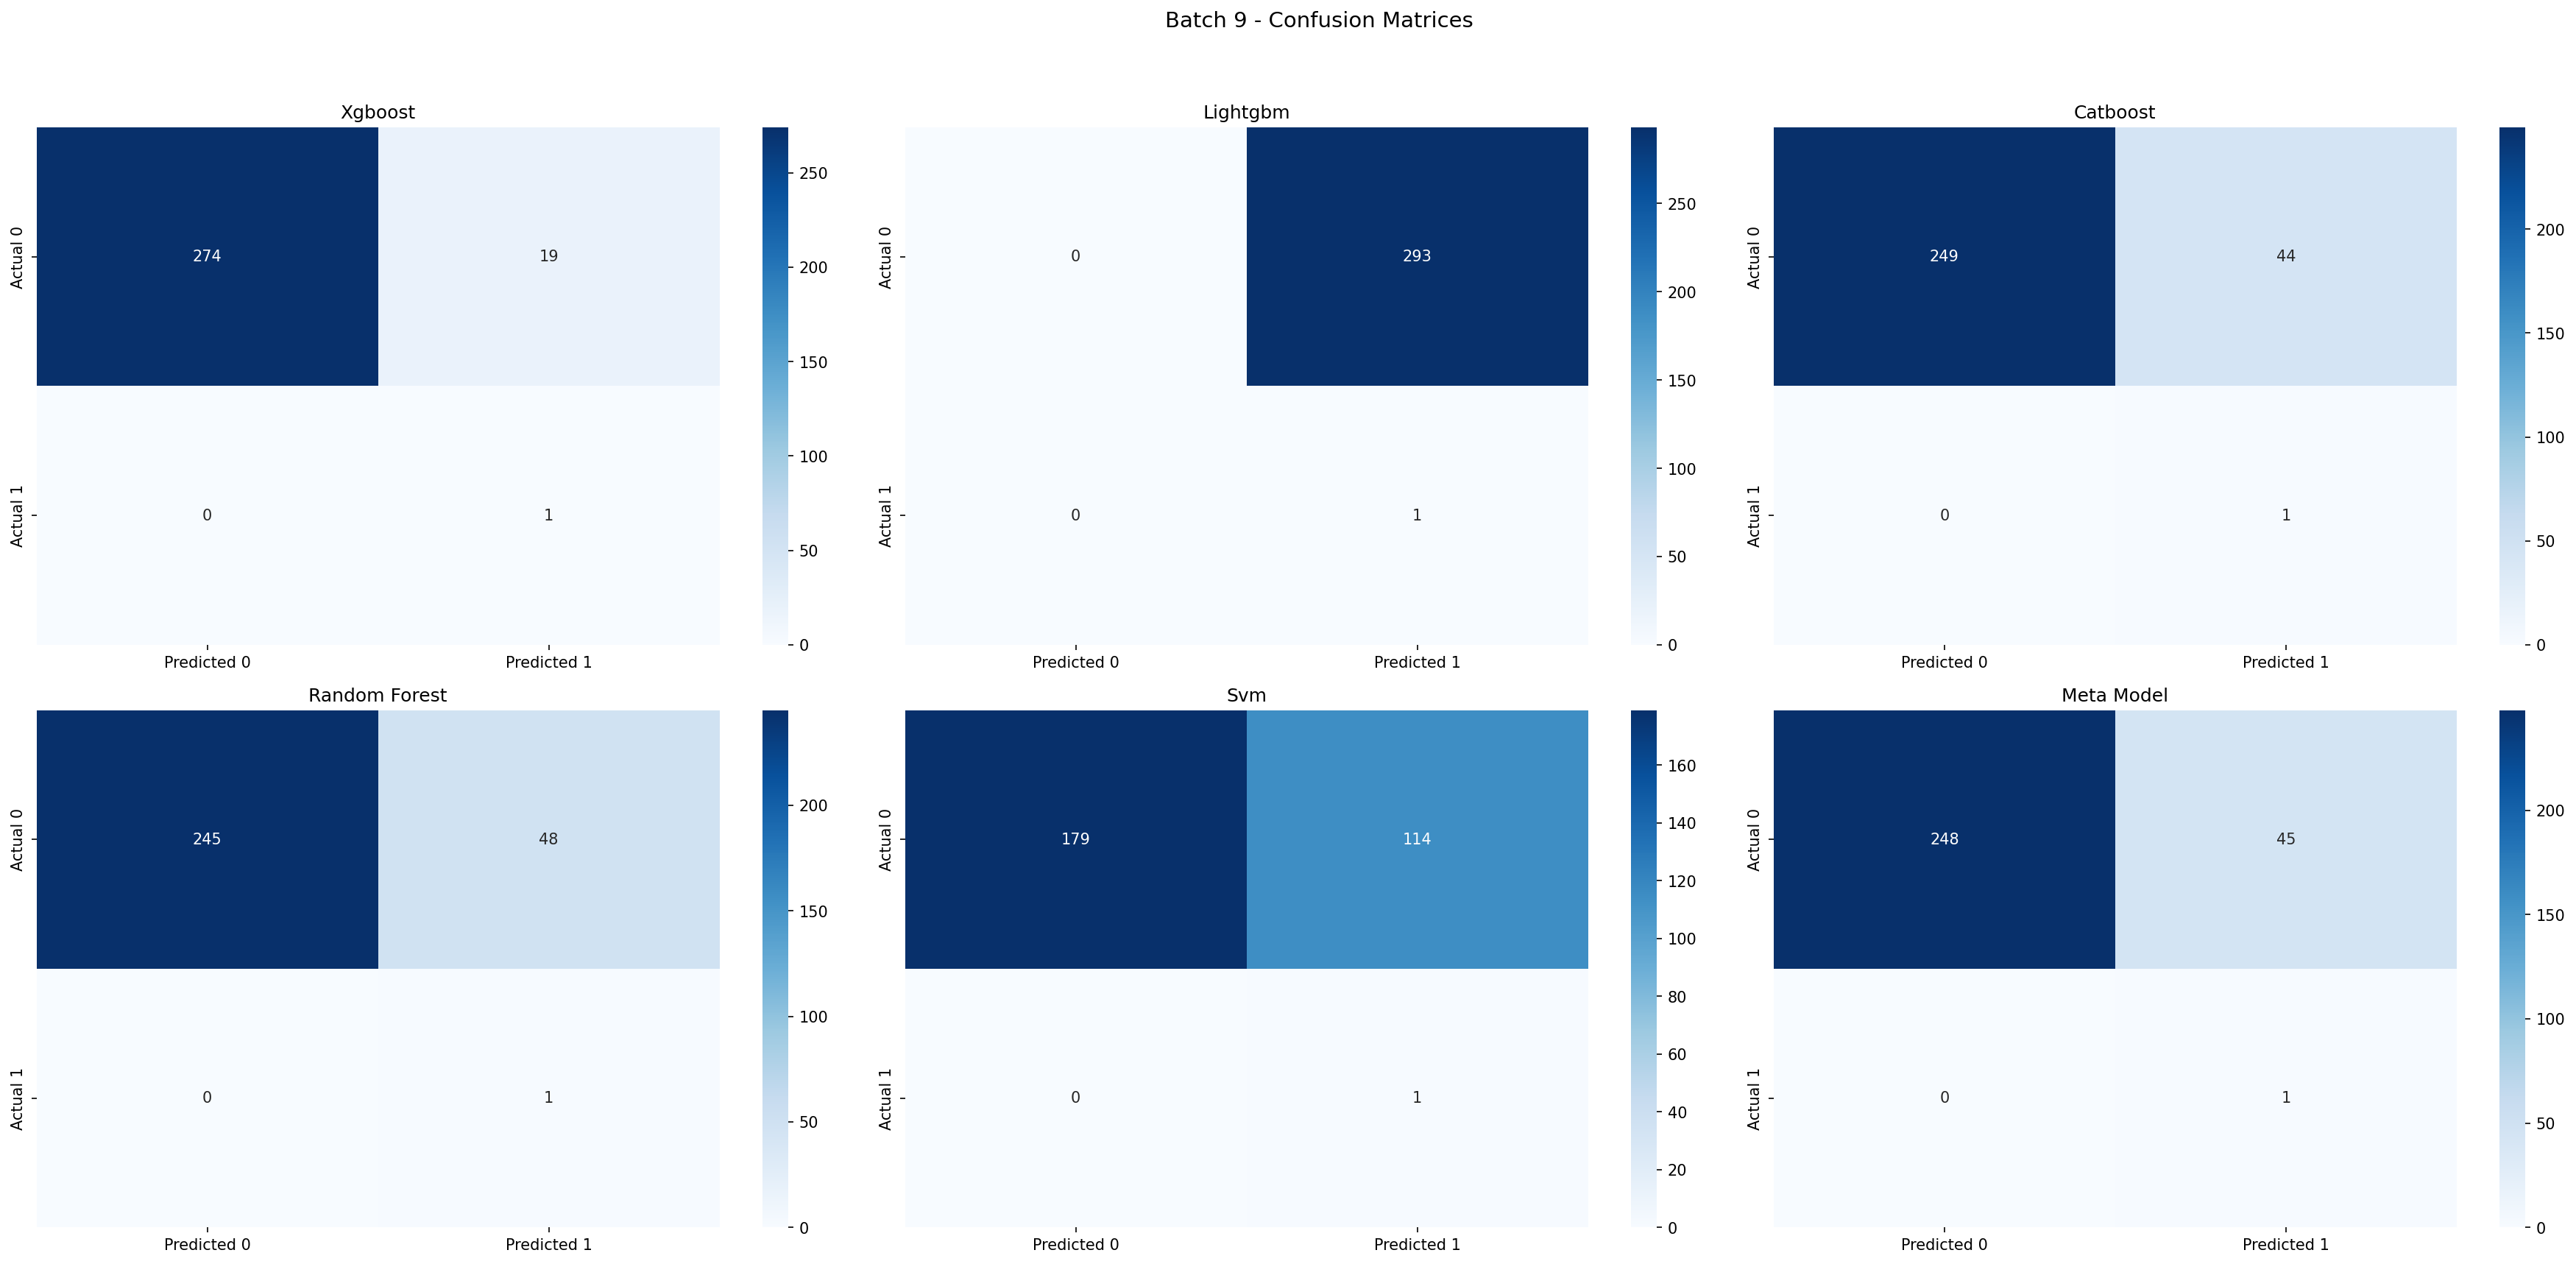 Batch 9 - Confusion Matrices
Xgboost
Actual 0
274
19
Actual 1
0
1
Predicted 0
Predicted 1
250
200
150
100
50
0
Lightgbm
Actual 0
0
293
Actual 1
0
1
Predicted 0
Predicted 1
250
200
150
100
50
0
Catboost
Actual 0
249
44
Actual 1
0
1
Predicted 0
Predicted 1
200
150
100
50
0
Random Forest
Actual 0
245
48
Actual 1
0
1
Predicted 0
Predicted 1
200
150
100
50
0
Svm
Actual 0
179
114
Actual 1
0
1
Predicted 0
Predicted 1
160
140
120
100
80
60
40
20
0
Meta Model
Actual 0
248
45
Actual 1
0
1
Predicted 0
Predicted 1
200
150
100
50
0